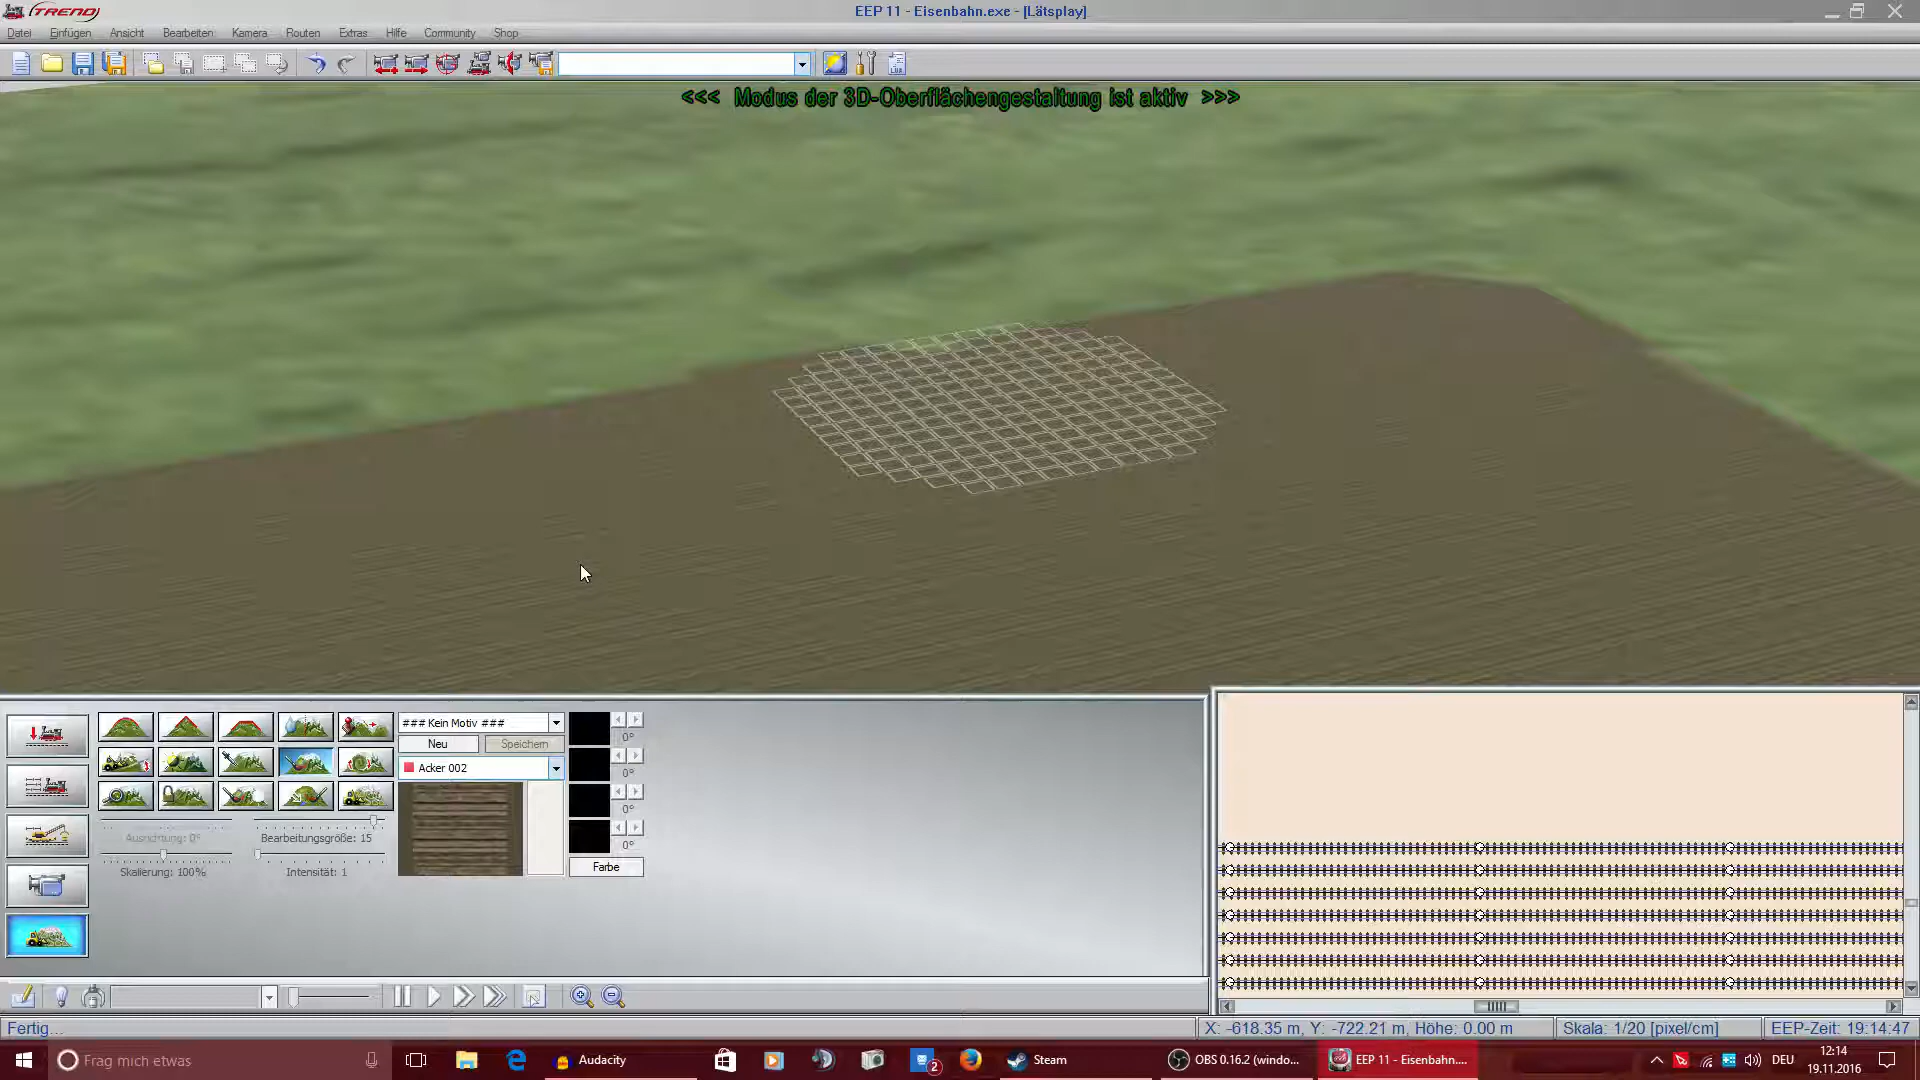 TREND
EEP 11 - Eisenbahn.exe - [Lätsplay]
Datei Einfügen Ansicht Bearbeiten Kamera Routen Extras Hilfe Community Shop
<<< Modus der 3D-Oberflächengestaltung ist aktiv >>>
### Kein Motiv ###
Neu Speichern
0°
Acker 002
0°
0°
Ausrichtung: 0° Bearbeitungsgröße: 15
0°
Skalierung: 100% Intensität: 1
Farbe
Fertig...
X: -618.35 m, Y: -722.21 m, Höhe: 0.00 m
Skala: 1/20 [pixel/cm]
EEP-Zeit: 19:14:47
Frag mich etwas
Audacity
2
Steam
OBS 0.16.2 (windo...
EEP 11 - Eisenbahn....
DEU
12:14
19.11.2016